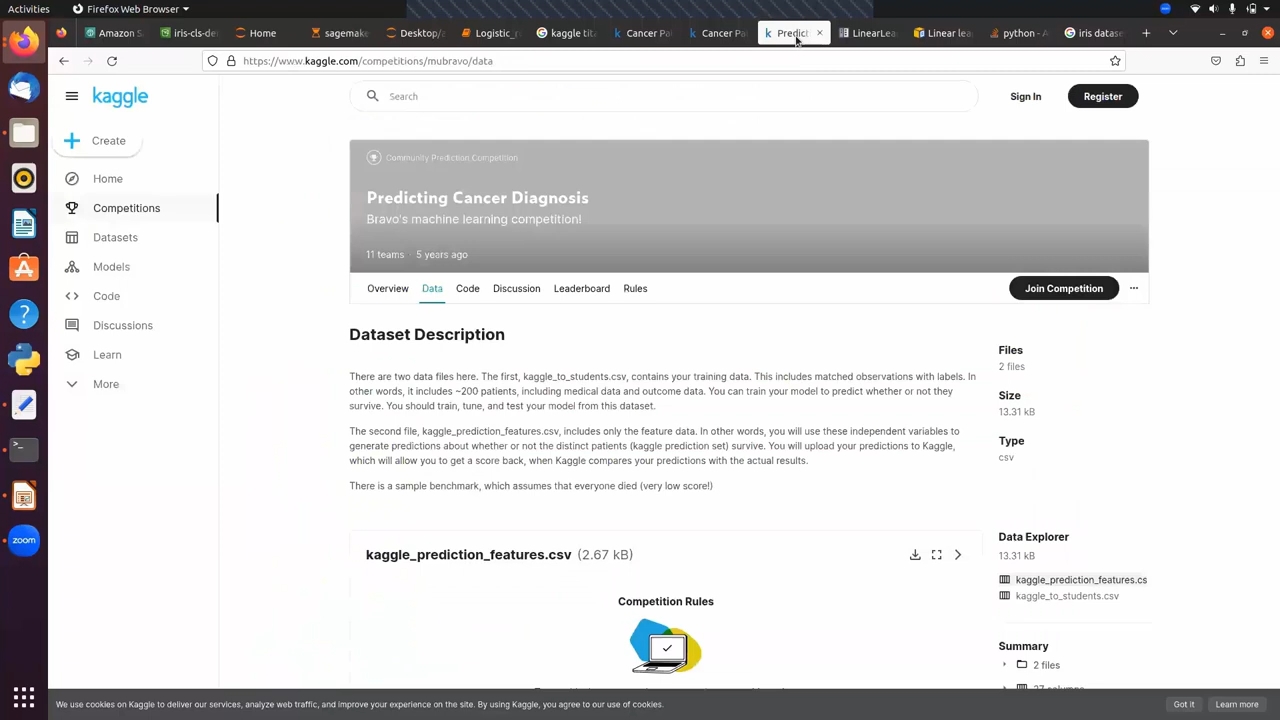 Activities
Firefox Web Browser
Amazon S
iris-cls-de
Home
sagemake
Desktop/
Logistic_r
kaggle tit
Cancer Pa
Cancer Pa
Predict
LinearLea
Linear lea
python - A
iris datase
https://www.kaggle.com/competitions/mubravo/data
kaggle
Search
Sign In
Register
Create
Home
Competitions
Datasets
Models
Code
Discussions
Learn
More
Community Prediction Competition
Predicting Cancer Diagnosis
Bravo's machine learning competition!
11 teams · 5 years ago
Overview
Data
Code
Discussion
Leaderboard
Rules
Join Competition
Dataset Description
There are two data files here. The first, kaggle_to_students.csv, contains your training data. This includes matched observations with labels. In
other words, it includes ~200 patients, including medical data and outcome data. You can train your model to predict whether or not they
survive. You should train, tune, and test your model from this dataset.
The second file, kaggle_prediction_features.csv, includes only the feature data. In other words, you will use these independent variables to
generate predictions about whether or not the distinct patients (kaggle prediction set) survive. You will upload your predictions to Kaggle,
which will allow you to get a score back, when Kaggle compares your predictions with the actual results.
There is a sample benchmark, which assumes that everyone died (very low score!)
Files
2 files
Size
13.31 kB
Type
csv
kaggle_prediction_features.csv (2.67 kB)
Competition Rules
Data Explorer
13.31 kB
kaggle_prediction_features.cs
kaggle_to_students.csv
Summary
2 files
zoom
We use cookies on Kaggle to deliver our services, analyze web traffic, and improve your experience on the site. By using Kaggle, you agree to our use of cookies.
Got it
Learn more